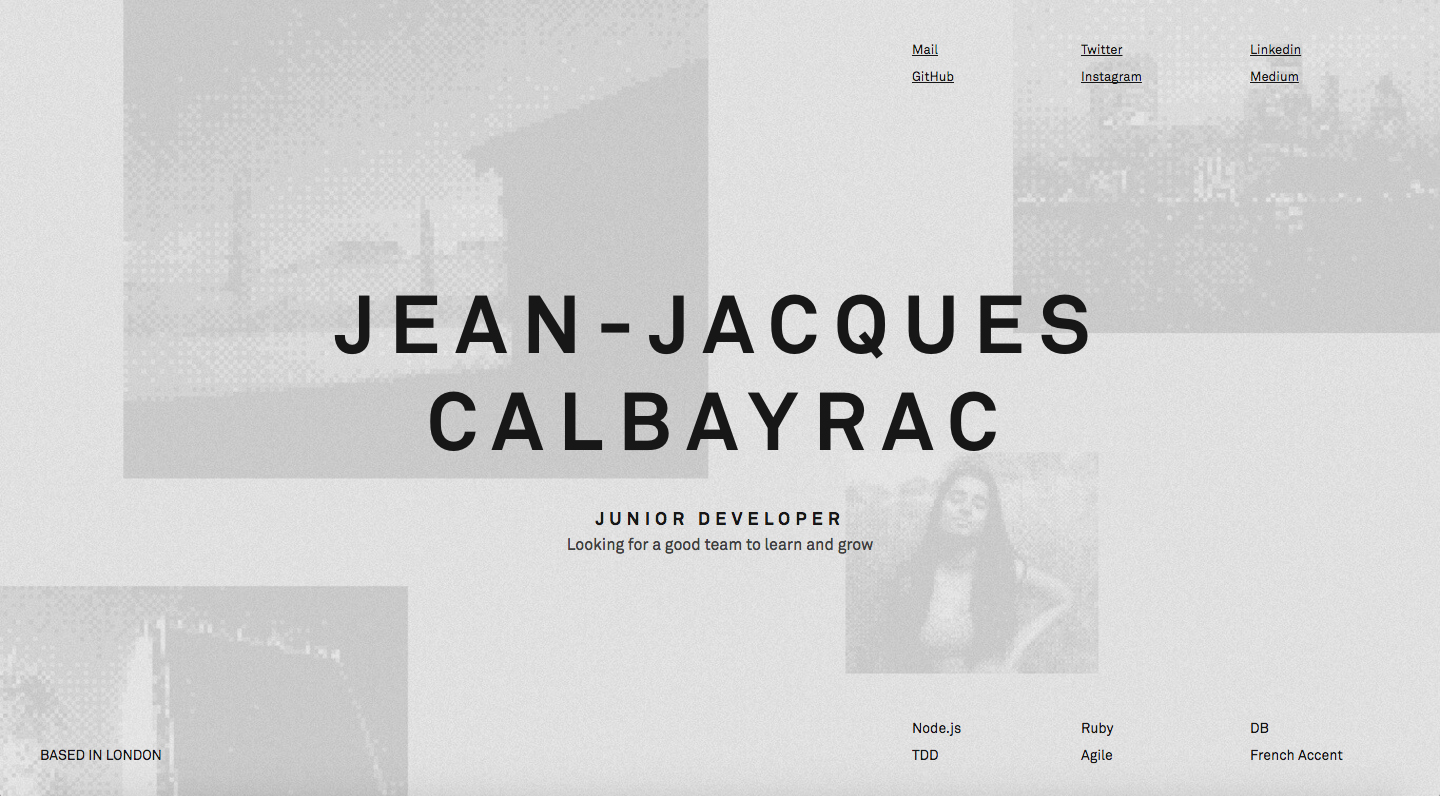 Mail Twitter Linkedin
GitHub Instagram Medium
JEAN-JACQUES
CALBAYRAC
JUNIOR DEVELOPER
Looking for a good team to learn and grow
Node.js Ruby DB
BASED IN LONDON TDD Agile French Accent